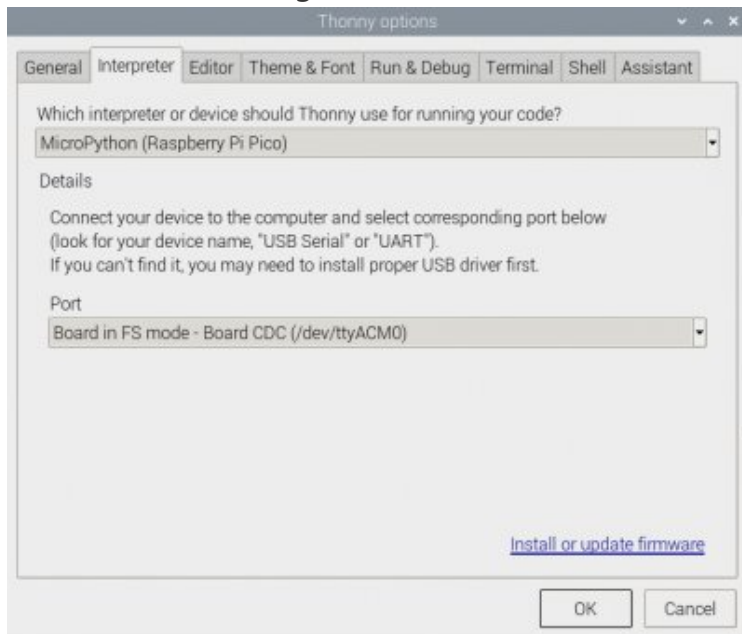 Thonny options
General Interpreter Editor Theme & Font Run & Debug Terminal Shell Assistant
Which interpreter or device should Thonny use for running your code?
MicroPython (Raspberry Pi Pico)
Details
Connect your device to the computer and select corresponding port below
(look for your device name, "USB Serial" or "UART").
If you can't find it, you may need to install proper USB driver first.
Port
Board in FS mode - Board CDC (/dev/ttyACM0)
Install or update firmware
OK Cancel